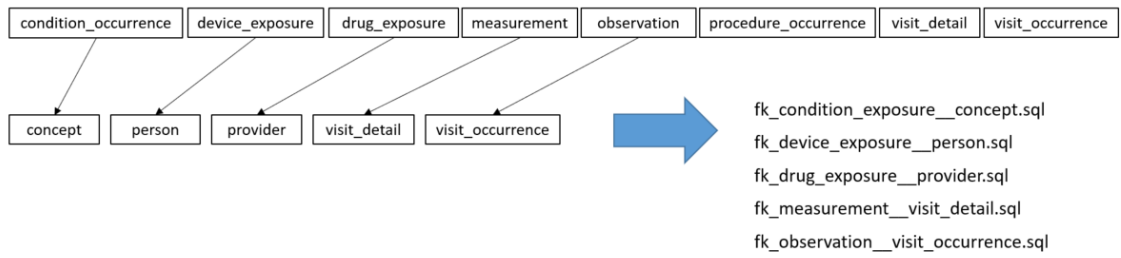 condition_occurrence device_exposure drug_exposure measurement observation procedure_occurrence visit_detail visit_occurrence
concept person provider visit_detail visit_occurrence
fk_condition_exposure__concept.sql
fk_device_exposure__person.sql
fk_drug_exposure__provider.sql
fk_measurement__visit_detail.sql
fk_observation__visit_occurrence.sql